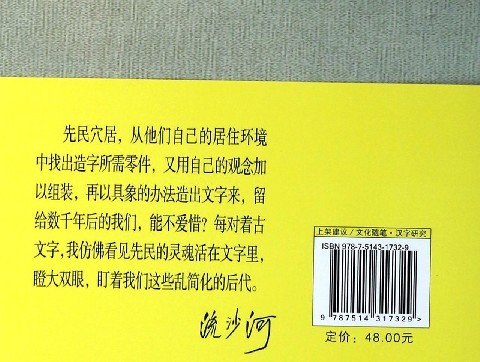 先民穴居，从他们自己的居住环境
中找出造字所需零件，又用自己的观念加
以组装，再以具象的办法造出文字来，留
给数千年后的我们，能不爱惜？每对着古
文字，我仿佛看见先民的灵魂活在文字里，
瞪大双眼，盯着我们这些乱简化的后代。
流沙河
上架建议/文化随笔·汉字研究
ISBN 978-7-5143-1732-9
9 787514 317329 >
定价：48.00元